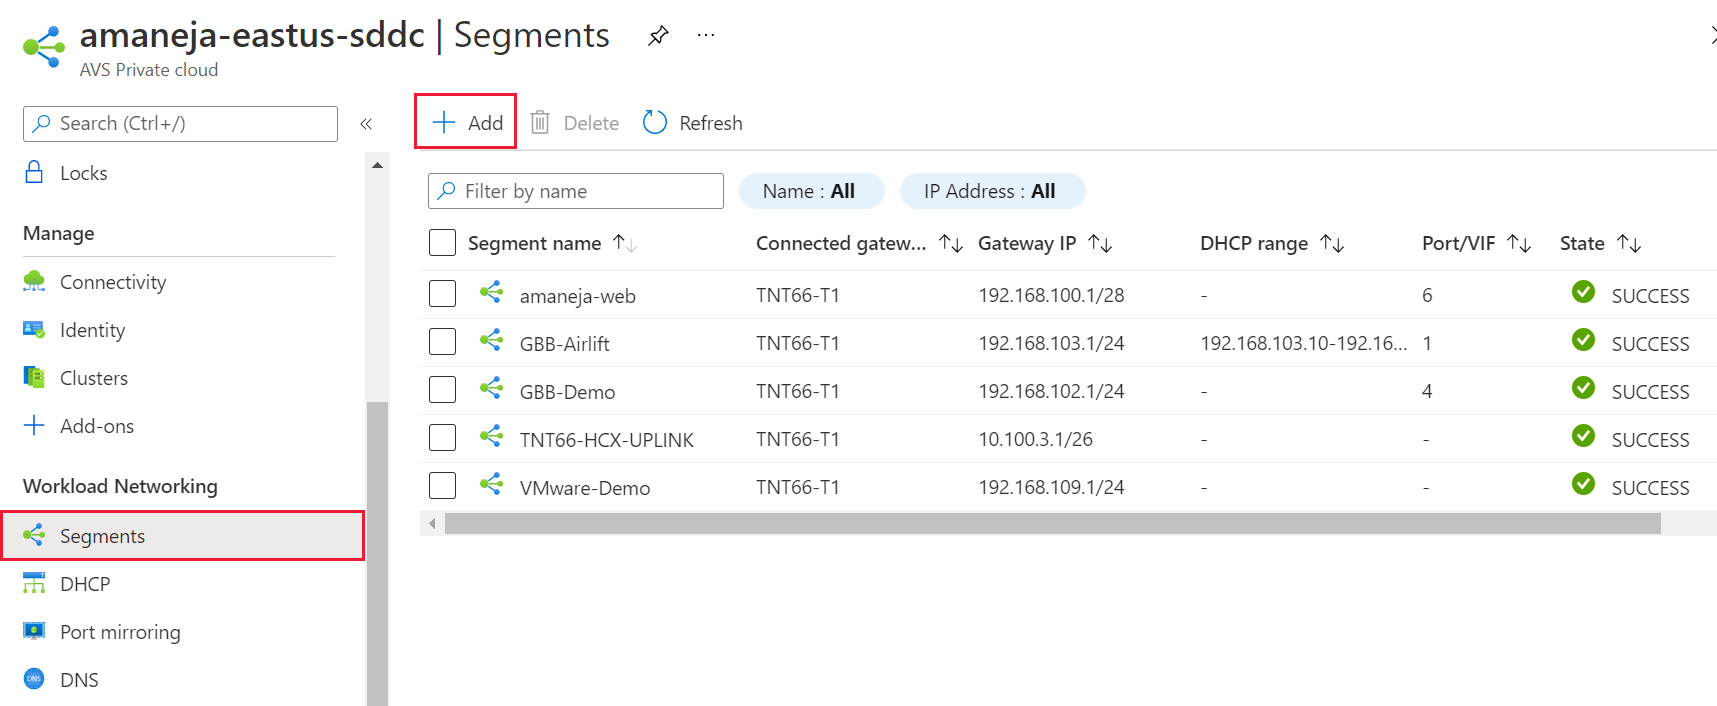 amaneja-eastus-sddc | Segments ...
AVS Private cloud
Search (Ctrl+/) «
Locks
Manage
Connectivity
Identity
Clusters
Add-ons
Workload Networking
Segments
DHCP
Port mirroring
DNS
DNS
Add Delete Refresh
Filter by name Name : All IP Address : All
Segment name Connected gatew... Gateway IP DHCP range Port/VIF State
amaneja-web TNT66-T1 192.168.100.1/28 - 6 SUCCESS
GBB-Airlift TNT66-T1 192.168.103.1/24 192.168.103.10-192.16... 1 SUCCESS
GBB-Demo TNT66-T1 192.168.102.1/24 - 4 SUCCESS
TNT66-HCX-UPLINK TNT66-T1 10.100.3.1/26 - - SUCCESS
VMware-Demo TNT66-T1 192.168.109.1/24 - - SUCCESS